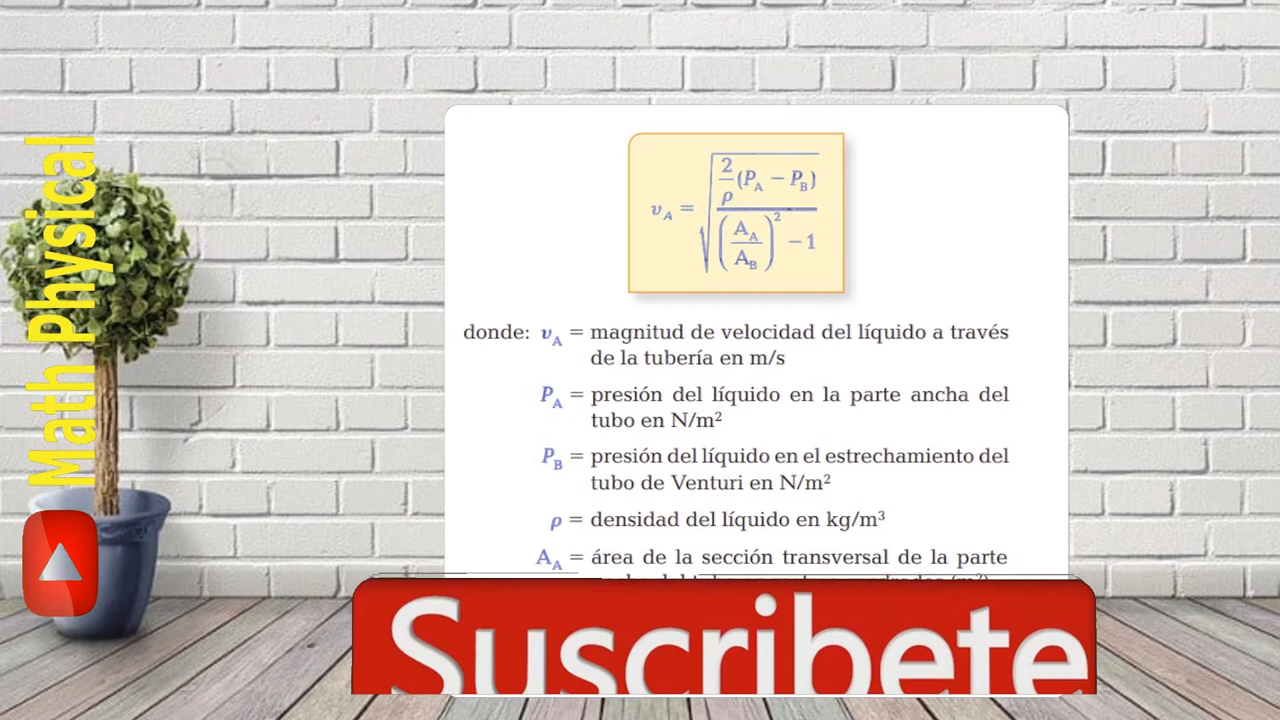 Math Physical
υ_A = √( (2/ρ (P_A − P_B)) / ((A_A/A_B)² − 1) )
donde: υ_A = magnitud de velocidad del líquido a través
de la tubería en m/s
P_A = presión del líquido en la parte ancha del
tubo en N/m²
P_B = presión del líquido en el estrechamiento del
tubo de Venturi en N/m²
ρ = densidad del líquido en kg/m³
A_A = área de la sección transversal de la parte
Suscribete